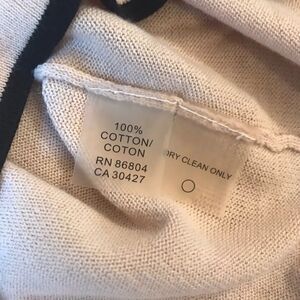 100%
COTTON/
COTON
RN 86804
CA 30427
DRY CLEAN ONLY